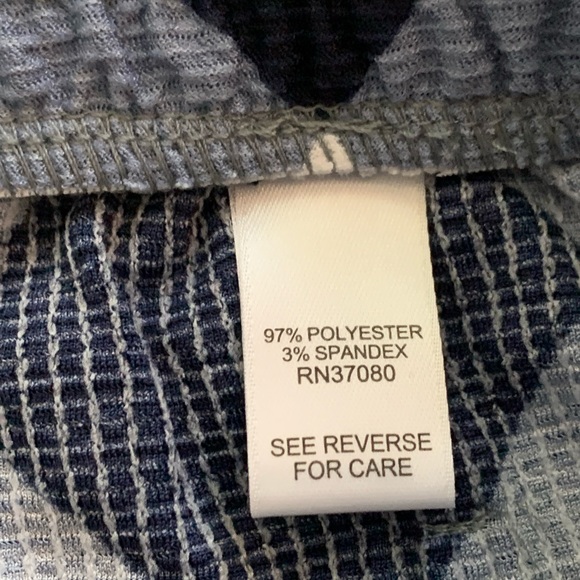 97% POLYESTER
3% SPANDEX
RN37080
SEE REVERSE
FOR CARE